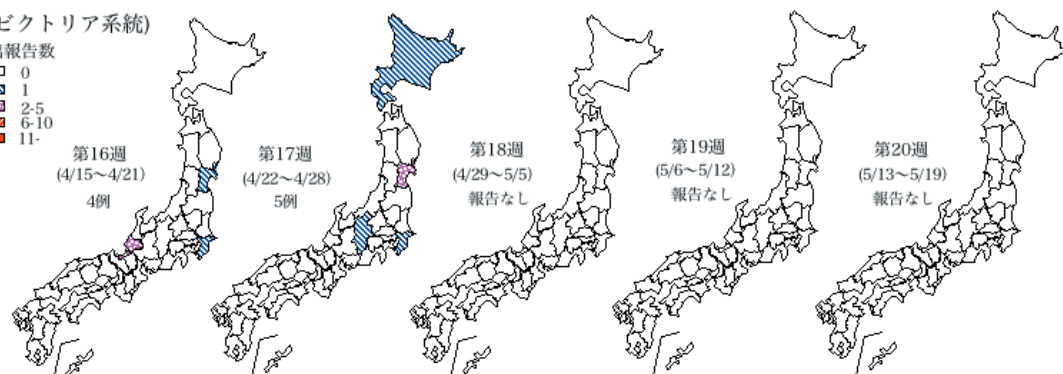 ビクトリア系統)
報告数
0
1
2-5
6-10
11-
第16週
(4/15～4/21)
4例
第17週
(4/22～4/28)
5例
第18週
(4/29～5/5)
報告なし
第19週
(5/6～5/12)
報告なし
第20週
(5/13～5/19)
報告なし